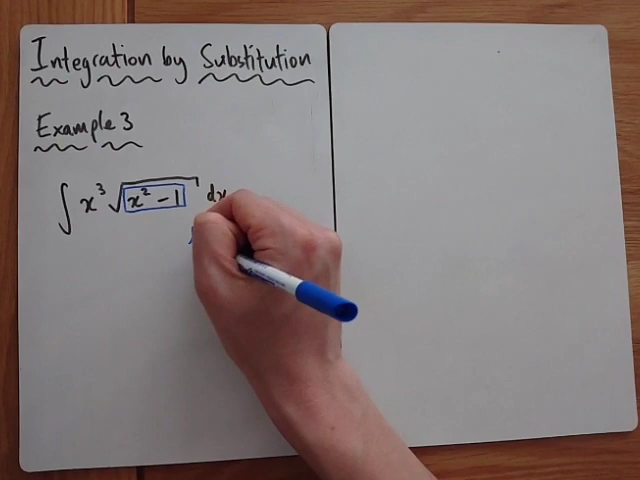 Integration by Substitution
Example 3
∫ x³ √x² - 1 dx